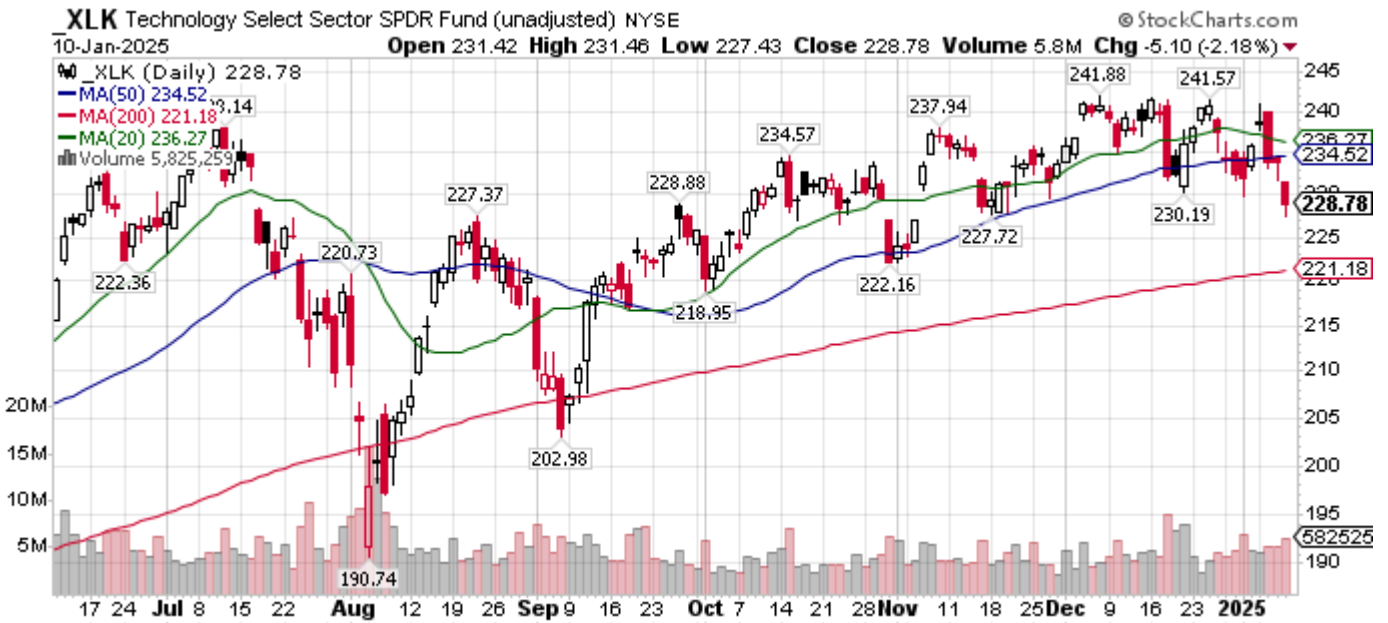 _XLK Technology Select Sector SPDR Fund (unadjusted) NYSE © StockCharts.com
10-Jan-2025 Open 231.42 High 231.46 Low 227.43 Close 228.78 Volume 5.8M Chg -5.10 (-2.18%)
_XLK (Daily) 228.78
MA(50) 234.52
MA(200) 221.18
MA(20) 236.27
Volume 5,825,259
8.14
222.36
220.73
190.74
227.37
202.98
228.88
218.95
234.57
222.16
237.94
227.72
241.88
230.19
241.57
245
240
236.27
234.52
230
228.78
225
221.18
220
215
210
205
200
195
582525
190
20M
15M
10M
5M
17 24 Jul 8 15 22 Aug 12 19 26 Sep 9 16 23 Oct 7 14 21 28 Nov 11 18 25 Dec 9 16 23 2025